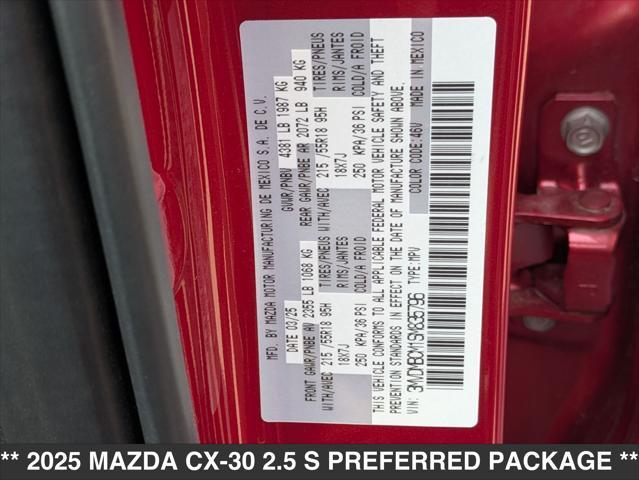 MFD. BY MAZDA MOTOR MANUFACTURING DE MEXICO S.A. DE C.V.
DATE 03/25 GVWR/PNBV 4381 LB 1987 KG
FRONT GAWR/PNBE AV 2355 LB 1068 KG REAR GAWR/PNBE AR 2072 LB 940 KG
WITH/AVEC 215 /55R18 95H TIRES/PNEUS WITH/AVEC 215 /55R18 95H TIRES/PNEUS
18X7J RIMS/JANTES 18X7J RIMS/JANTES
250 KPA/36 PSI COLD/A FROID 250 KPA/36 PSI COLD/A FROID
THIS VEHICLE CONFORMS TO ALL APPLICABLE FEDERAL MOTOR VEHICLE SAFETY AND THEFT
PREVENTION STANDARDS IN EFFECT ON THE DATE OF MANUFACTURE SHOWN ABOVE.
VIN: 3MVDMBCM1SM835796 TYPE:MPV COLOR CODE:46V MADE IN MEXICO
** 2025 MAZDA CX-30 2.5 S PREFERRED PACKAGE **